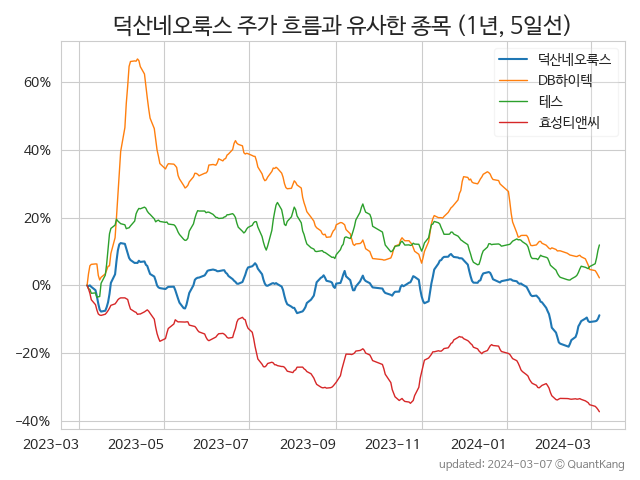 덕산네오룩스 주가 흐름과 유사한 종목 (1년, 5일선)
덕산네오룩스
DB하이텍
테스
효성티앤씨
60%
40%
20%
0%
−20%
−40%
2023-03 2023-05 2023-07 2023-09 2023-11 2024-01 2024-03
updated: 2024-03-07 © QuantKang